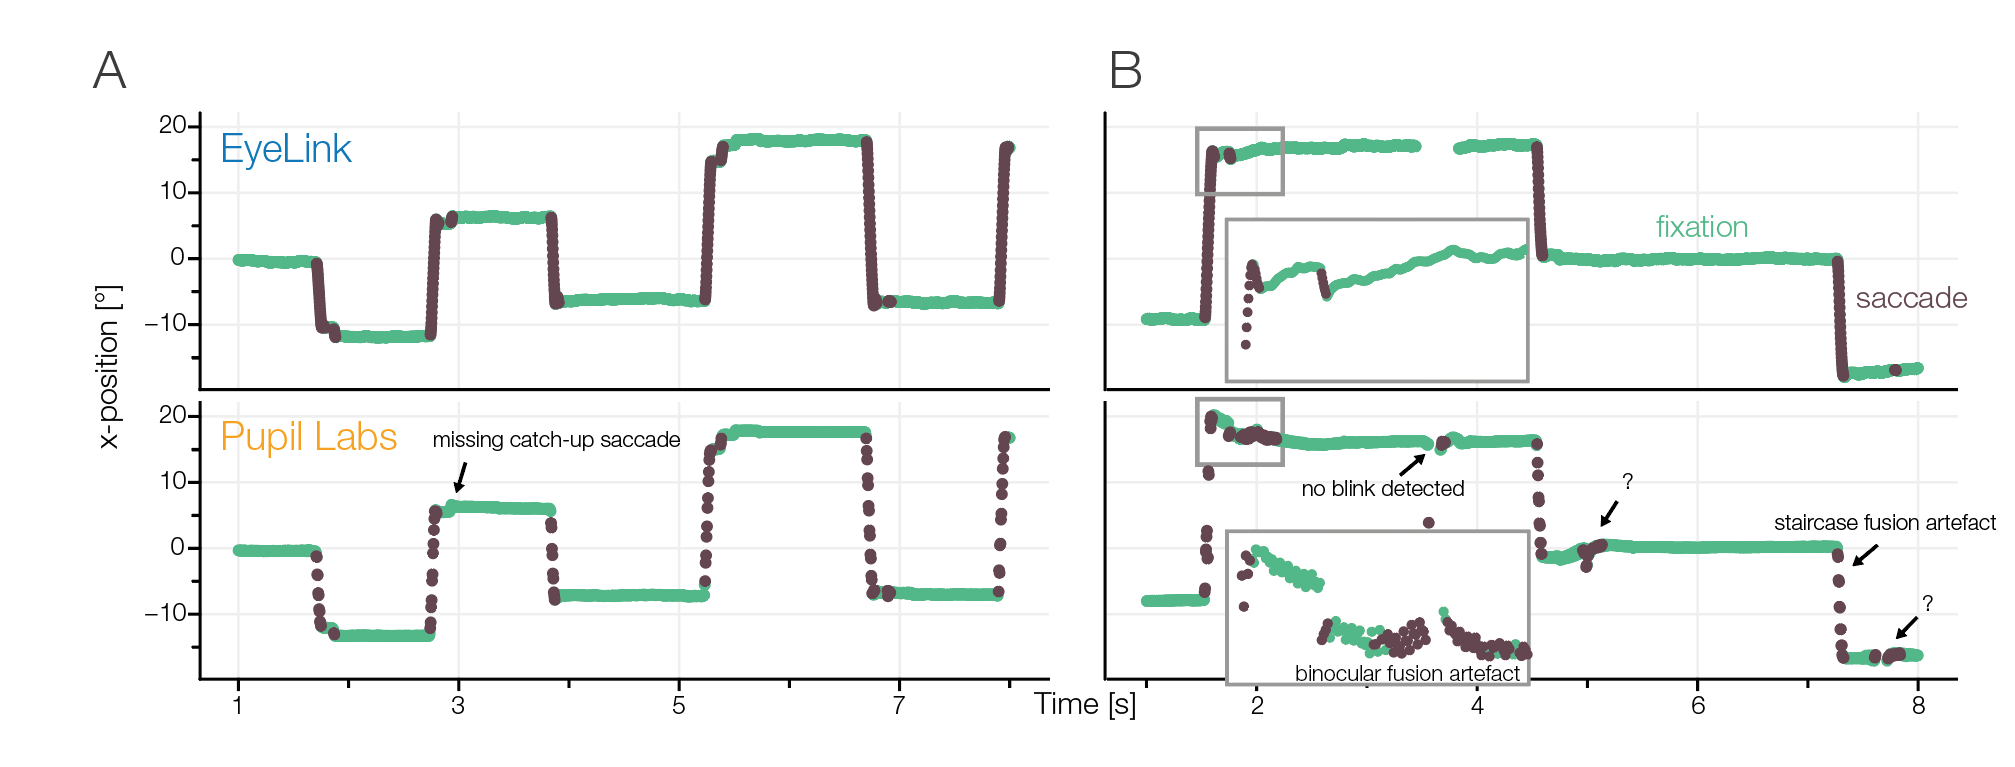 A
B
20
10
0
−10
EyeLink
fixation
saccade
x-position [°]
20
10
0
−10
Pupil Labs
missing catch-up saccade
no blink detected
?
staircase fusion artefact
?
binocular fusion artefact
1
3
5
7
Time [s]
2
4
6
8